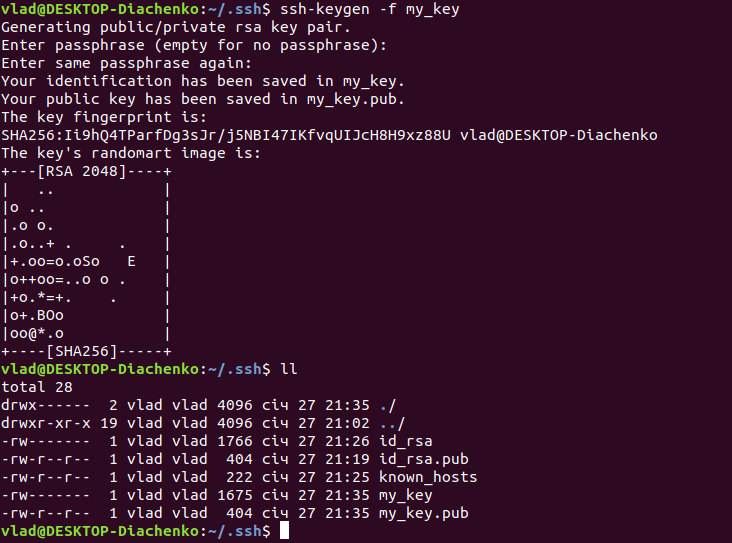 vlad@DESKTOP-Diachenko:~/.ssh$ ssh-keygen -f my_key
Generating public/private rsa key pair.
Enter passphrase (empty for no passphrase):
Enter same passphrase again:
Your identification has been saved in my_key.
Your public key has been saved in my_key.pub.
The key fingerprint is:
SHA256:Ii9hQ4TParfDg3sJr/j5NBI47IKfvqUIJcH8H9xz88U vlad@DESKTOP-Diachenko
The key's randomart image is:
+---[RSA 2048]----+
|   ..            |
|o ..             |
|.o o.            |
|.o..+ .     .    |
|+.oo=o.oSo   E   |
|o++oo=..o o .    |
|+o.*=+.    .     |
|o+.BOo           |
|oo@*.o           |
+----[SHA256]-----+
vlad@DESKTOP-Diachenko:~/.ssh$ ll
total 28
drwx------  2 vlad vlad 4096 січ 27 21:35 ./
drwxr-xr-x 19 vlad vlad 4096 січ 27 21:02 ../
-rw-------  1 vlad vlad 1766 січ 27 21:26 id_rsa
-rw-r--r--  1 vlad vlad  404 січ 27 21:19 id_rsa.pub
-rw-r--r--  1 vlad vlad  222 січ 27 21:25 known_hosts
-rw-------  1 vlad vlad 1675 січ 27 21:35 my_key
-rw-r--r--  1 vlad vlad  404 січ 27 21:35 my_key.pub
vlad@DESKTOP-Diachenko:~/.ssh$